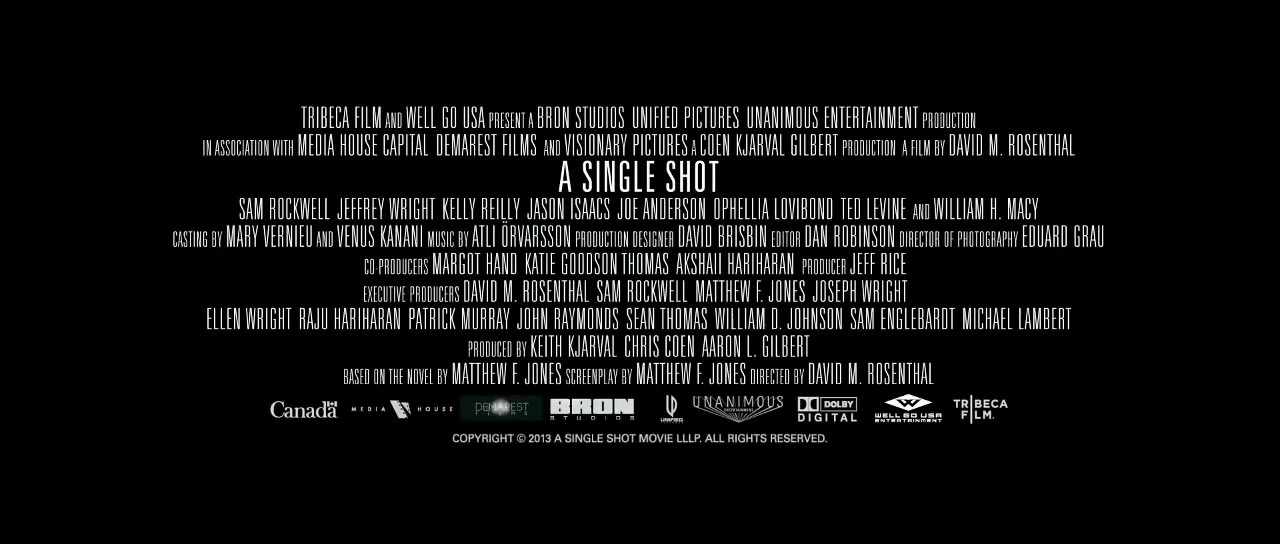 TRIBECA FILM AND WELL GO USA PRESENT A BRON STUDIOS UNIFIED PICTURES UNANIMOUS ENTERTAINMENT PRODUCTION
IN ASSOCIATION WITH MEDIA HOUSE CAPITAL DEMAREST FILMS AND VISIONARY PICTURES A COEN KJARVAL GILBERT PRODUCTION A FILM BY DAVID M. ROSENTHAL
A SINGLE SHOT
SAM ROCKWELL JEFFREY WRIGHT KELLY REILLY JASON ISAACS JOE ANDERSON OPHELLIA LOVIBOND TED LEVINE AND WILLIAM H. MACY
CASTING BY MARY VERNIEU AND VENUS KANANI MUSIC BY ATLI ÖRVARSSON PRODUCTION DESIGNER DAVID BRISBIN EDITOR DAN ROBINSON DIRECTOR OF PHOTOGRAPHY EDUARD GRAU
CO-PRODUCERS MARGOT HAND KATIE GOODSON THOMAS AKSHAII HARIHARAN PRODUCER JEFF RICE
EXECUTIVE PRODUCERS DAVID M. ROSENTHAL SAM ROCKWELL MATTHEW F. JONES JOSEPH WRIGHT
ELLEN WRIGHT RAJU HARIHARAN PATRICK MURRAY JOHN RAYMONDS SEAN THOMAS WILLIAM D. JOHNSON SAM ENGLEBARDT MICHAEL LAMBERT
PRODUCED BY KEITH KJARVAL CHRIS COEN AARON L. GILBERT
BASED ON THE NOVEL BY MATTHEW F. JONES SCREENPLAY BY MATTHEW F. JONES DIRECTED BY DAVID M. ROSENTHAL
Canada MEDIA HOUSE DEMAREST FILMS BRON STUDIOS UNIFIED UNANIMOUS ENTERTAINMENT DOLBY DIGITAL WELL GO USA ENTERTAINMENT TRIBECA FILM.
COPYRIGHT © 2013 A SINGLE SHOT MOVIE LLLP. ALL RIGHTS RESERVED.